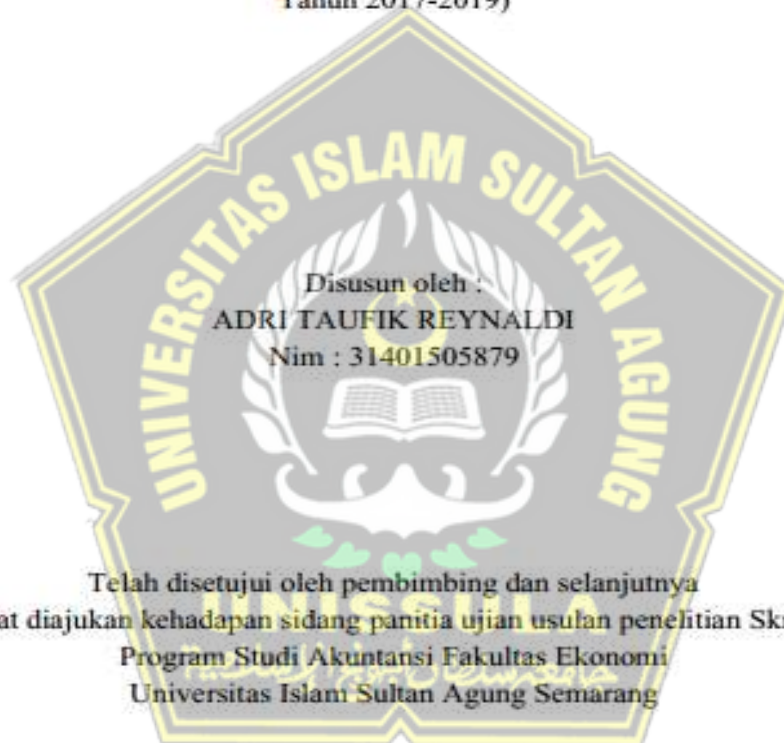 Tahun 2017-2019)
UNIVERSITAS ISLAM SULTAN AGUNG
Disusun oleh :
ADRI TAUFIK REYNALDI
Nim : 31401505879
Telah disetujui oleh pembimbing dan selanjutnya
at diajukan kehadapan sidang panitia ujian usulan penelitian Sk
UNISSULA
Program Studi Akuntansi Fakultas Ekonomi
Universitas Islam Sultan Agung Semarang